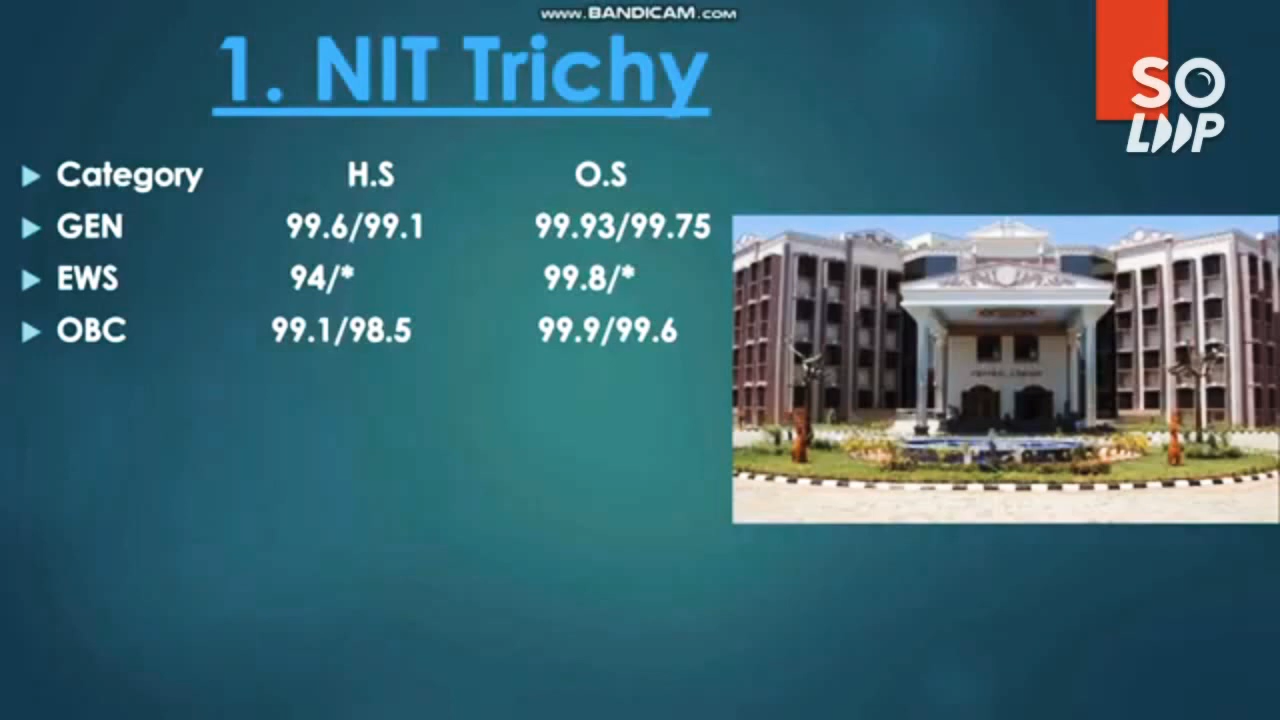 www.BANDICAM.com
1. NIT Trichy
SO
LOOP
Category H.S O.S
GEN 99.6/99.1 99.93/99.75
EWS 94/* 99.8/*
OBC 99.1/98.5 99.9/99.6